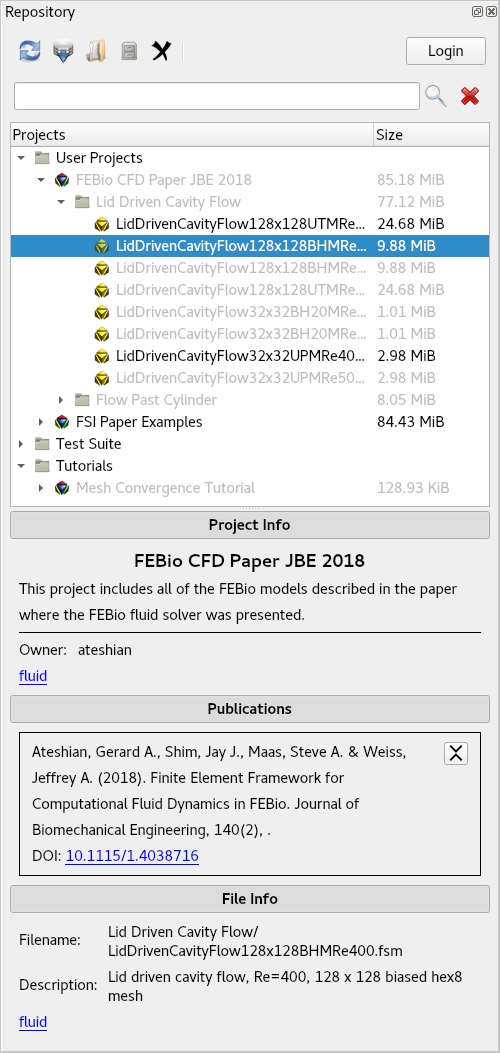 Repository
Login
Projects Size
User Projects
FEBio CFD Paper JBE 2018 85.18 MiB
Lid Driven Cavity Flow 77.12 MiB
LidDrivenCavityFlow128x128UTMRe... 24.68 MiB
LidDrivenCavityFlow128x128BHMRe... 9.88 MiB
LidDrivenCavityFlow128x128BHMRe... 9.88 MiB
LidDrivenCavityFlow128x128UTMRe... 24.68 MiB
LidDrivenCavityFlow32x32BH20MRe... 1.01 MiB
LidDrivenCavityFlow32x32BH20MRe... 1.01 MiB
LidDrivenCavityFlow32x32UPMRe40... 2.98 MiB
LidDrivenCavityFlow32x32UPMRe50... 2.98 MiB
Flow Past Cylinder 8.05 MiB
FSI Paper Examples 84.43 MiB
Test Suite
Tutorials
Mesh Convergence Tutorial 128.93 KiB
Project Info
FEBio CFD Paper JBE 2018
This project includes all of the FEBio models described in the paper
where the FEBio fluid solver was presented.
Owner: ateshian
fluid
Publications
Ateshian, Gerard A., Shim, Jay J., Maas, Steve A. & Weiss,
Jeffrey A. (2018). Finite Element Framework for
Computational Fluid Dynamics in FEBio. Journal of
Biomechanical Engineering, 140(2), .
DOI: 10.1115/1.4038716
File Info
Filename: Lid Driven Cavity Flow/
LidDrivenCavityFlow128x128BHMRe400.fsm
Description: Lid driven cavity flow, Re=400, 128 x 128 biased hex8
mesh
fluid